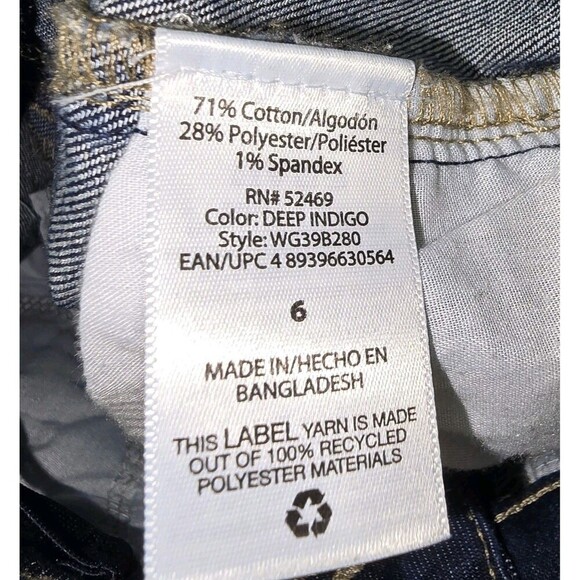 71% Cotton/Algodón
28% Polyester/Poliéster
1% Spandex
RN# 52469
Color: DEEP INDIGO
Style: WG39B280
EAN/UPC 4 89396630564
6
MADE IN/HECHO EN
BANGLADESH
THIS LABEL YARN IS MADE
OUT OF 100% RECYCLED
POLYESTER MATERIALS